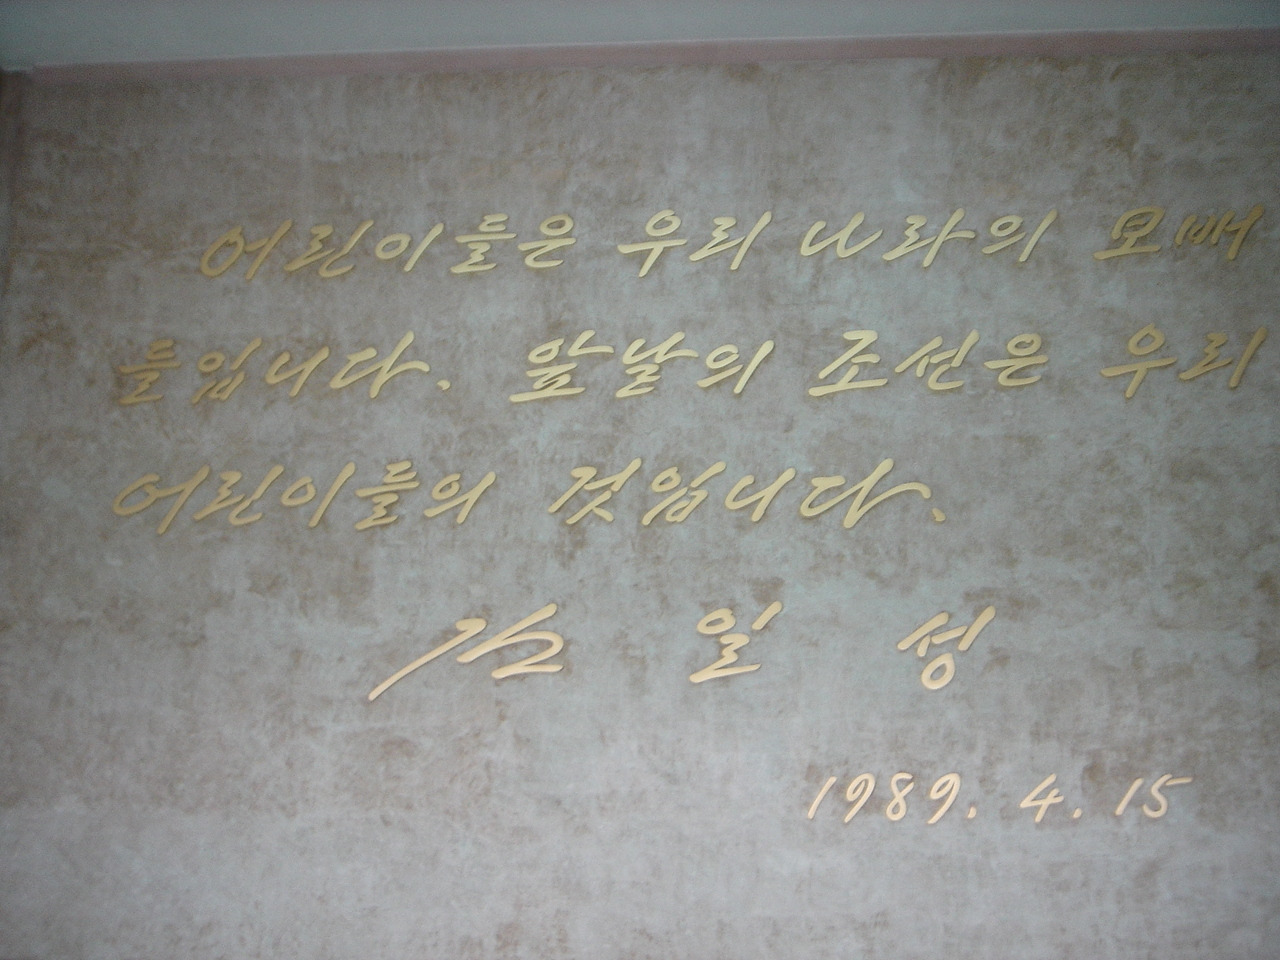 어린이들은 우리 나라의 보배
들입니다. 앞날의 조선은 우리
어린이들의 것입니다.
김 일 성
1989. 4. 15